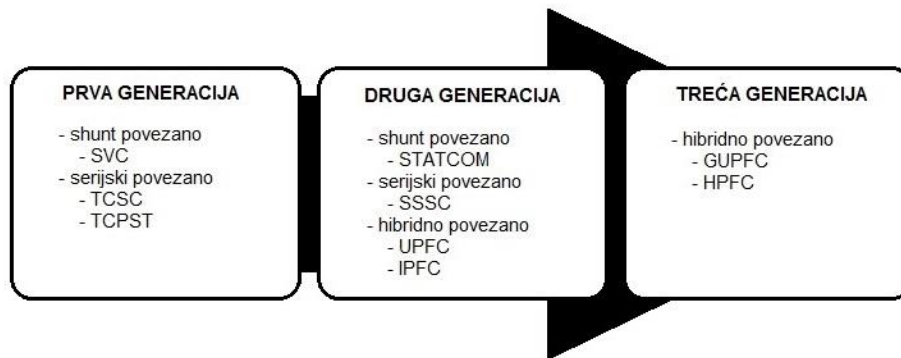 PRVA GENERACIJA
- shunt povezano
- SVC
- serijski povezano
- TCSC
- TCPST
DRUGA GENERACIJA
- shunt povezano
- STATCOM
- serijski povezano
- SSSC
- hibridno povezano
- UPFC
- IPFC
TREĆA GENERACIJA
- hibridno povezano
- GUPFC
- HPFC